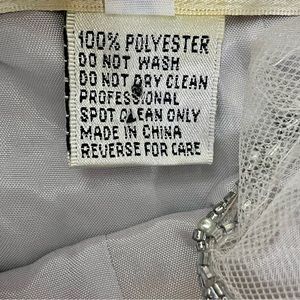 100% POLYESTER
DO NOT WASH
DO NOT DRY CLEAN
PROFESSIONAL
SPOT CLEAN ONLY
MADE IN CHINA
REVERSE FOR CARE